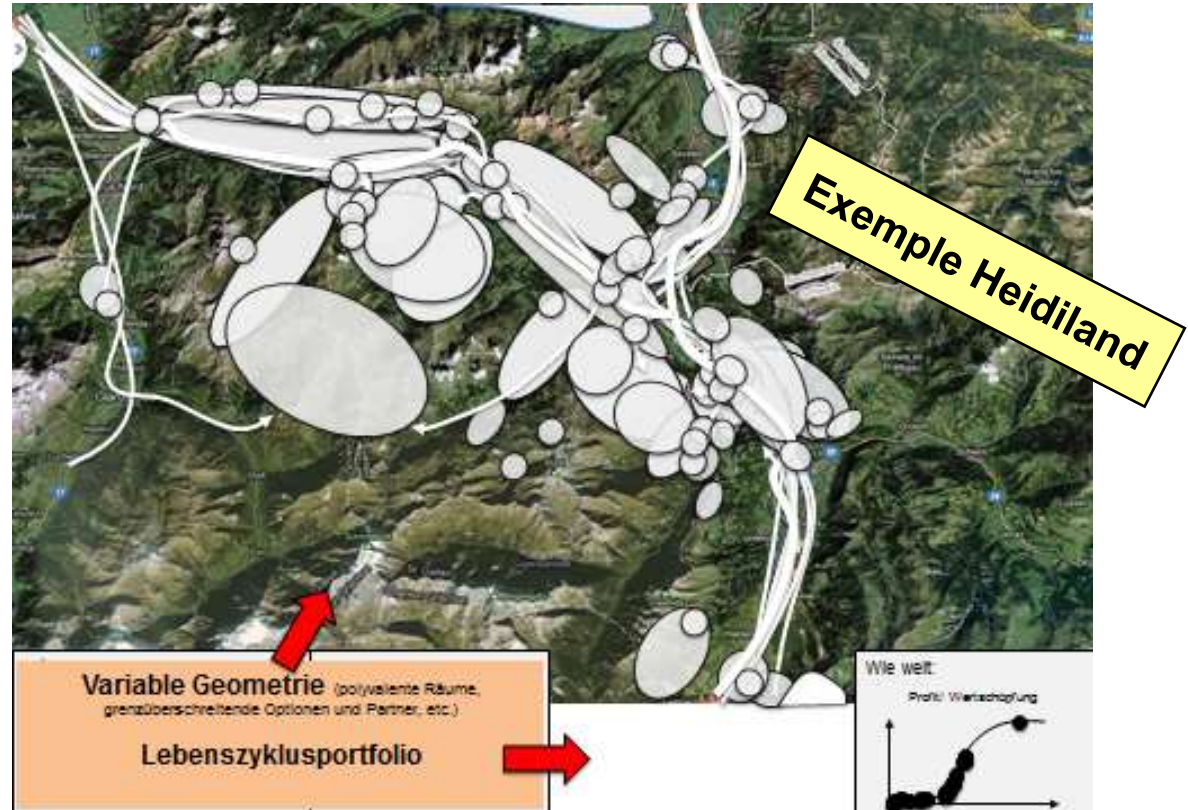 Exemple Heidiland
Variable Geometrie (polyvalente Räume,
grenzüberschreitende Optionen und Partner, etc.)
Lebenszyklusportfolio
Wie weit:
Profit/ Wertschöpfung